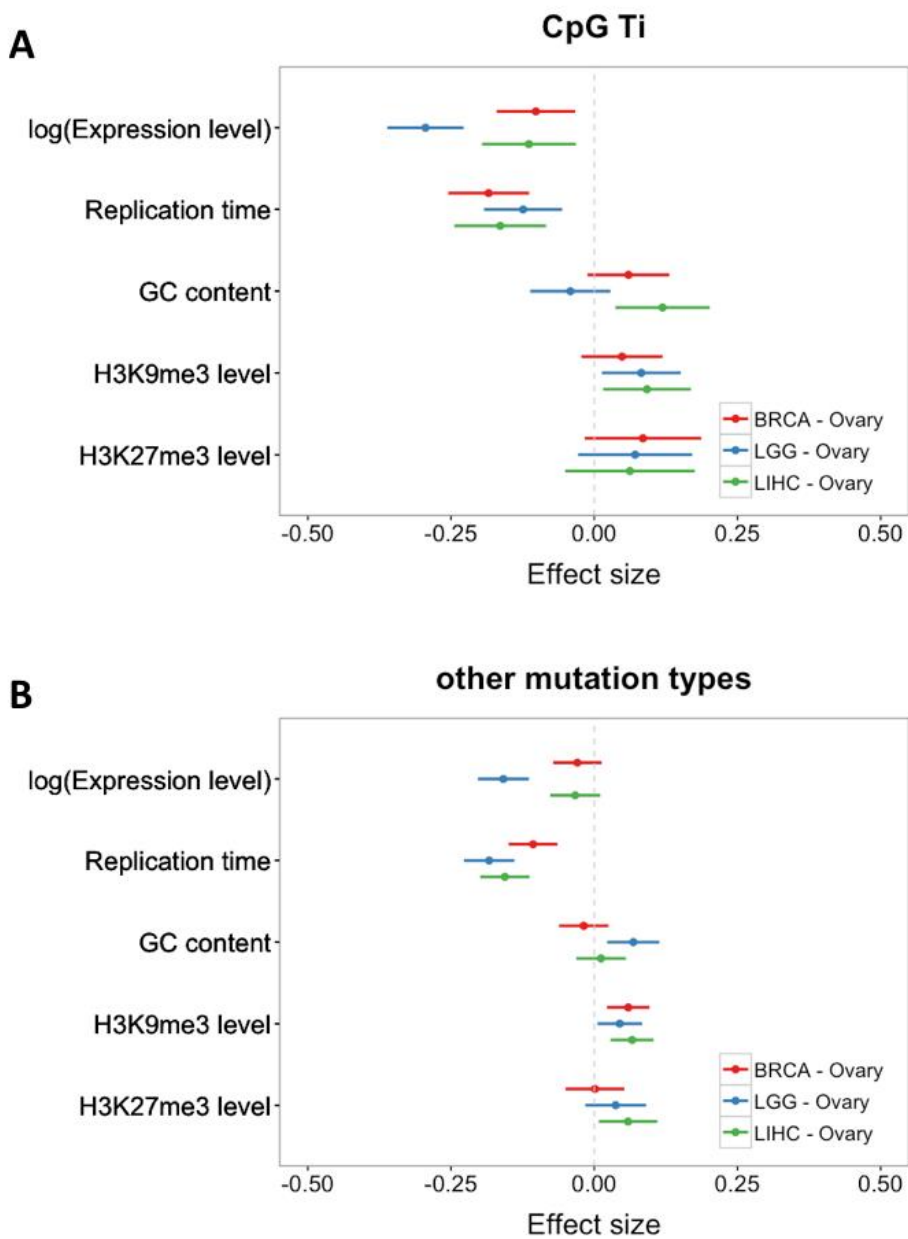 A
CpG Ti
log(Expression level)
Replication time
GC content
H3K9me3 level
H3K27me3 level
BRCA - Ovary
LGG - Ovary
LIHC - Ovary
-0.50 -0.25 0.00 0.25 0.50
Effect size
B
other mutation types
log(Expression level)
Replication time
GC content
H3K9me3 level
H3K27me3 level
BRCA - Ovary
LGG - Ovary
LIHC - Ovary
-0.50 -0.25 0.00 0.25 0.50
Effect size